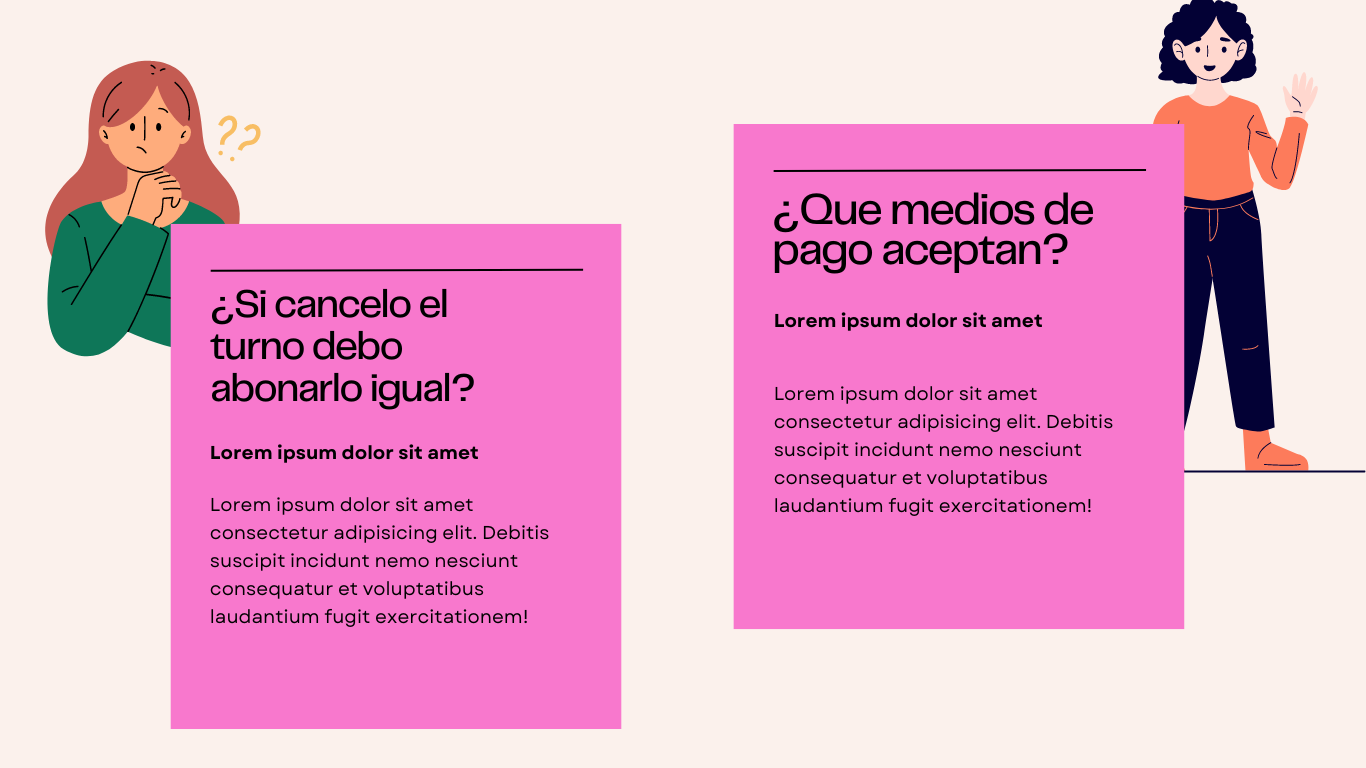 ??
¿Si cancelo el
turno debo
abonarlo igual?
Lorem ipsum dolor sit amet
Lorem ipsum dolor sit amet
consectetur adipisicing elit. Debitis
suscipit incidunt nemo nesciunt
consequatur et voluptatibus
laudantium fugit exercitationem!
¿Que medios de
pago aceptan?
Lorem ipsum dolor sit amet
Lorem ipsum dolor sit amet
consectetur adipisicing elit. Debitis
suscipit incidunt nemo nesciunt
consequatur et voluptatibus
laudantium fugit exercitationem!